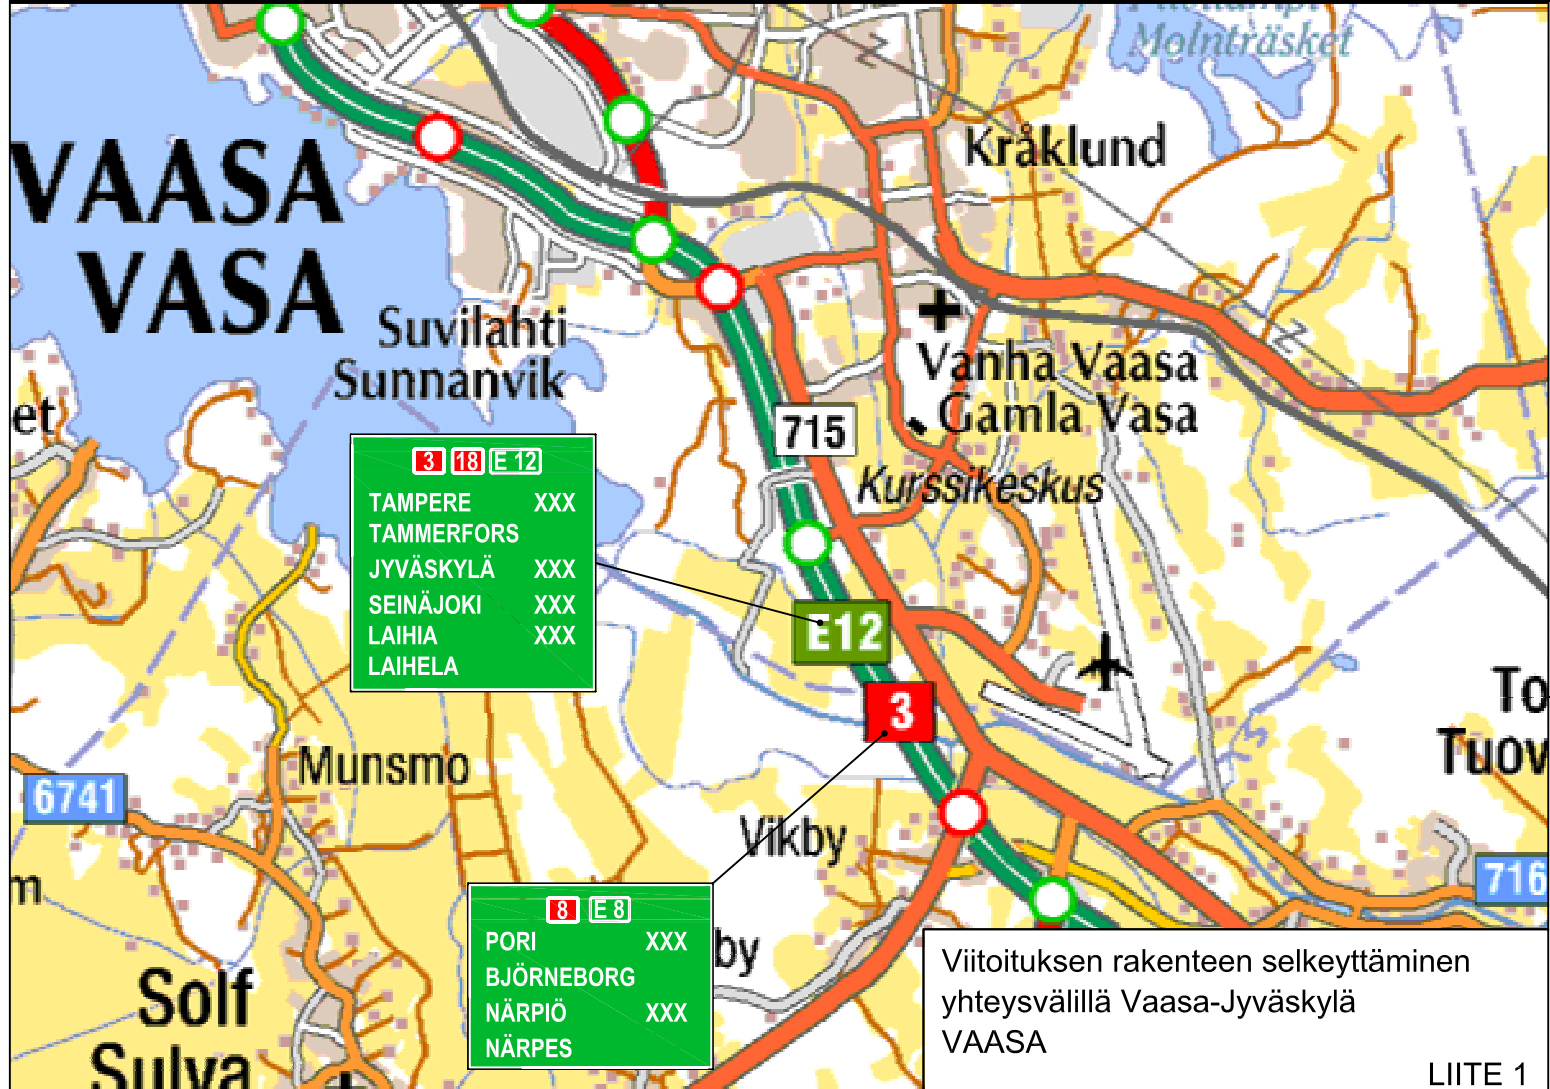 Molnträsket
Kråklund
VAASA
VASA
Suvilahti
Sunnanvik
Vanha Vaasa
Gamla Vasa
et
715
Kurssikeskus
3 18 E 12
TAMPERE XXX
TAMMERFORS
JYVÄSKYLÄ XXX
SEINÄJOKI XXX
LAIHIA XXX
LAIHELA
E12
3
To
Tuov
Munsmo
6741
Vikby
716
m
8 E 8
PORI XXX
BJÖRNEBORG
NÄRPIÖ XXX
NÄRPES
by
Solf
Sulva
Viitoituksen rakenteen selkeyttäminen
yhteysvälillä Vaasa-Jyväskylä
VAASA
LIITE 1